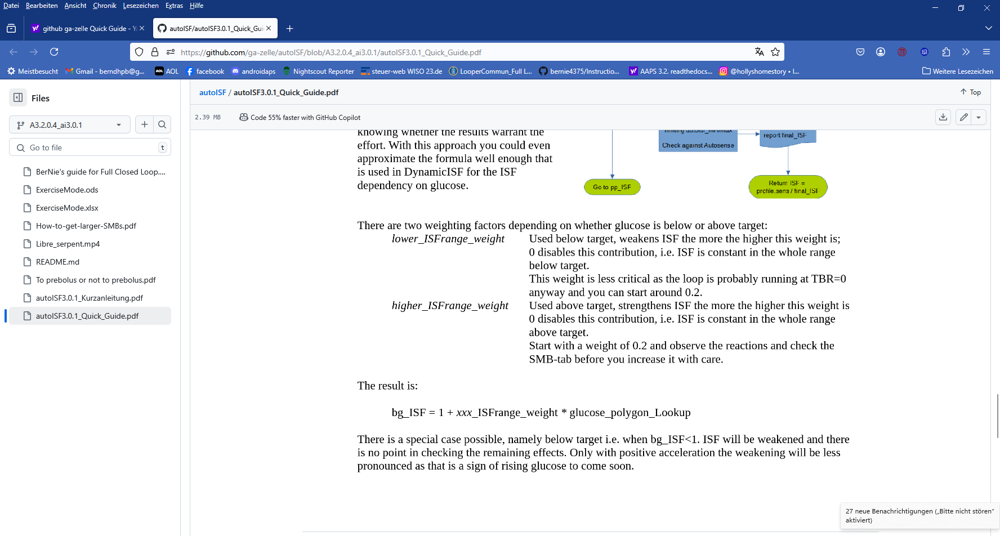 Datei Bearbeiten Ansicht Chronik Lesezeichen Extras Hilfe
github ga-zelle Quick Guide - Y
autoISF/autoISF3.0.1_Quick_Gui
https://github.com/ga-zelle/autoISF/blob/A3.2.0.4_ai3.0.1/autoISF3.0.1_Quick_Guide.pdf
Meistbesucht Gmail - berndhpb@g... AOL AOL facebook androidaps Nightscout Reporter steuer-web WISO 23.de LooperCommun_Full L... bernie4375/Instructio... AAPS 3.2. readthedocs... @hollyshomestory • I... Weitere Lesezeichen
Files
A3.2.0.4_ai3.0.1
Go to file t
BerNie's guide for Full Closed Loop....
ExerciseMode.ods
ExerciseMode.xlsx
How-to-get-larger-SMBs.pdf
Libre_serpent.mp4
README.md
To prebolus or not to prebolus.pdf
autoISF3.0.1_Kurzanleitung.pdf
autoISF3.0.1_Quick_Guide.pdf
autoISF / autoISF3.0.1_Quick_Guide.pdf
Top
2.39 MB
Code 55% faster with GitHub Copilot
knowing whether the results warrant the
effort. With this approach you could even
approximate the formula well enough that
is used in DynamicISF for the ISF
dependency on glucose.
limiting autoISF_min/max
Check against Autosense
report final_ISF
Go to pp_ISF
Return ISF =
profile.sens / final_ISF
There are two weighting factors depending on whether glucose is below or above target:
lower_ISFrange_weight Used below target, weakens ISF the more the higher this weight is;
0 disables this contribution, i.e. ISF is constant in the whole range
below target.
This weight is less critical as the loop is probably running at TBR=0
anyway and you can start around 0.2.
higher_ISFrange_weight Used above target, strengthens ISF the more the higher this weight is
0 disables this contribution, i.e. ISF is constant in the whole range
above target.
Start with a weight of 0.2 and observe the reactions and check the
SMB-tab before you increase it with care.
The result is:
bg_ISF = 1 + xxx_ISFrange_weight * glucose_polygon_Lookup
There is a special case possible, namely below target i.e. when bg_ISF<1. ISF will be weakened and there
is no point in checking the remaining effects. Only with positive acceleration the weakening will be less
pronounced as that is a sign of rising glucose to come soon.
27 neue Benachrichtigungen („Bitte nicht stören"
aktiviert)